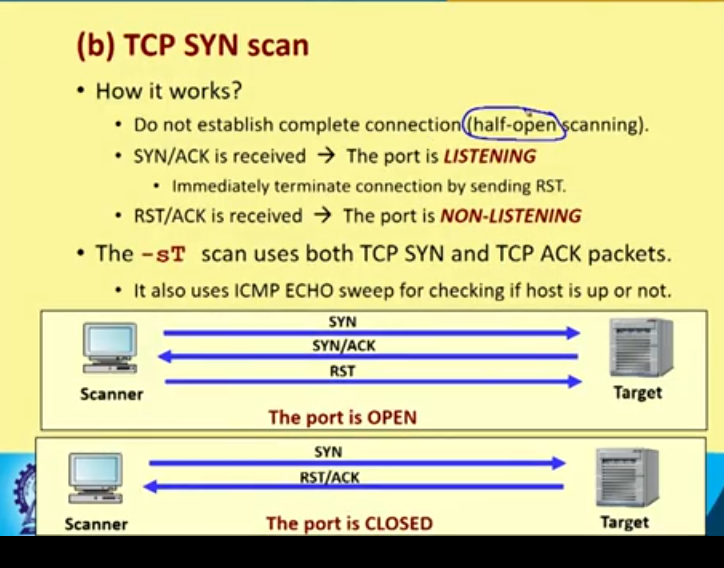 (b) TCP SYN scan
• How it works?
• Do not establish complete connection (half-open scanning).
• SYN/ACK is received → The port is LISTENING
• Immediately terminate connection by sending RST.
• RST/ACK is received → The port is NON-LISTENING
• The -sT scan uses both TCP SYN and TCP ACK packets.
• It also uses ICMP ECHO sweep for checking if host is up or not.
SYN
SYN/ACK
RST
Scanner
Target
The port is OPEN
SYN
RST/ACK
Scanner
The port is CLOSED
Target